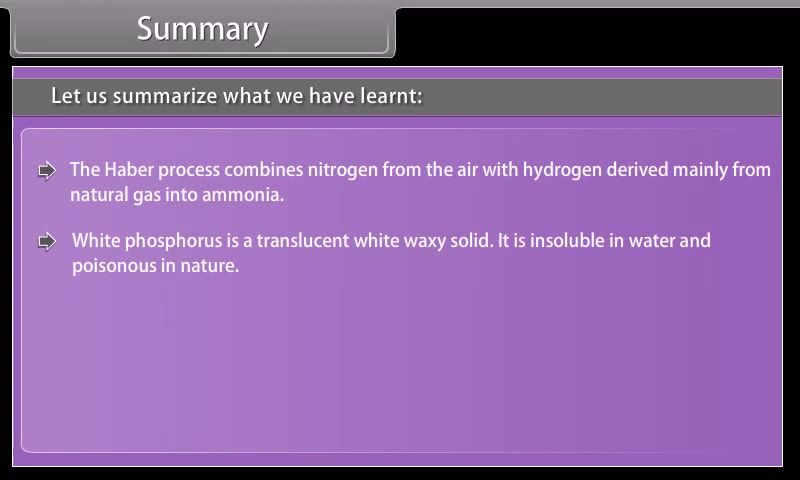 Summary
Let us summarize what we have learnt:
The Haber process combines nitrogen from the air with hydrogen derived mainly from
natural gas into ammonia.
White phosphorus is a translucent white waxy solid. It is insoluble in water and
poisonous in nature.